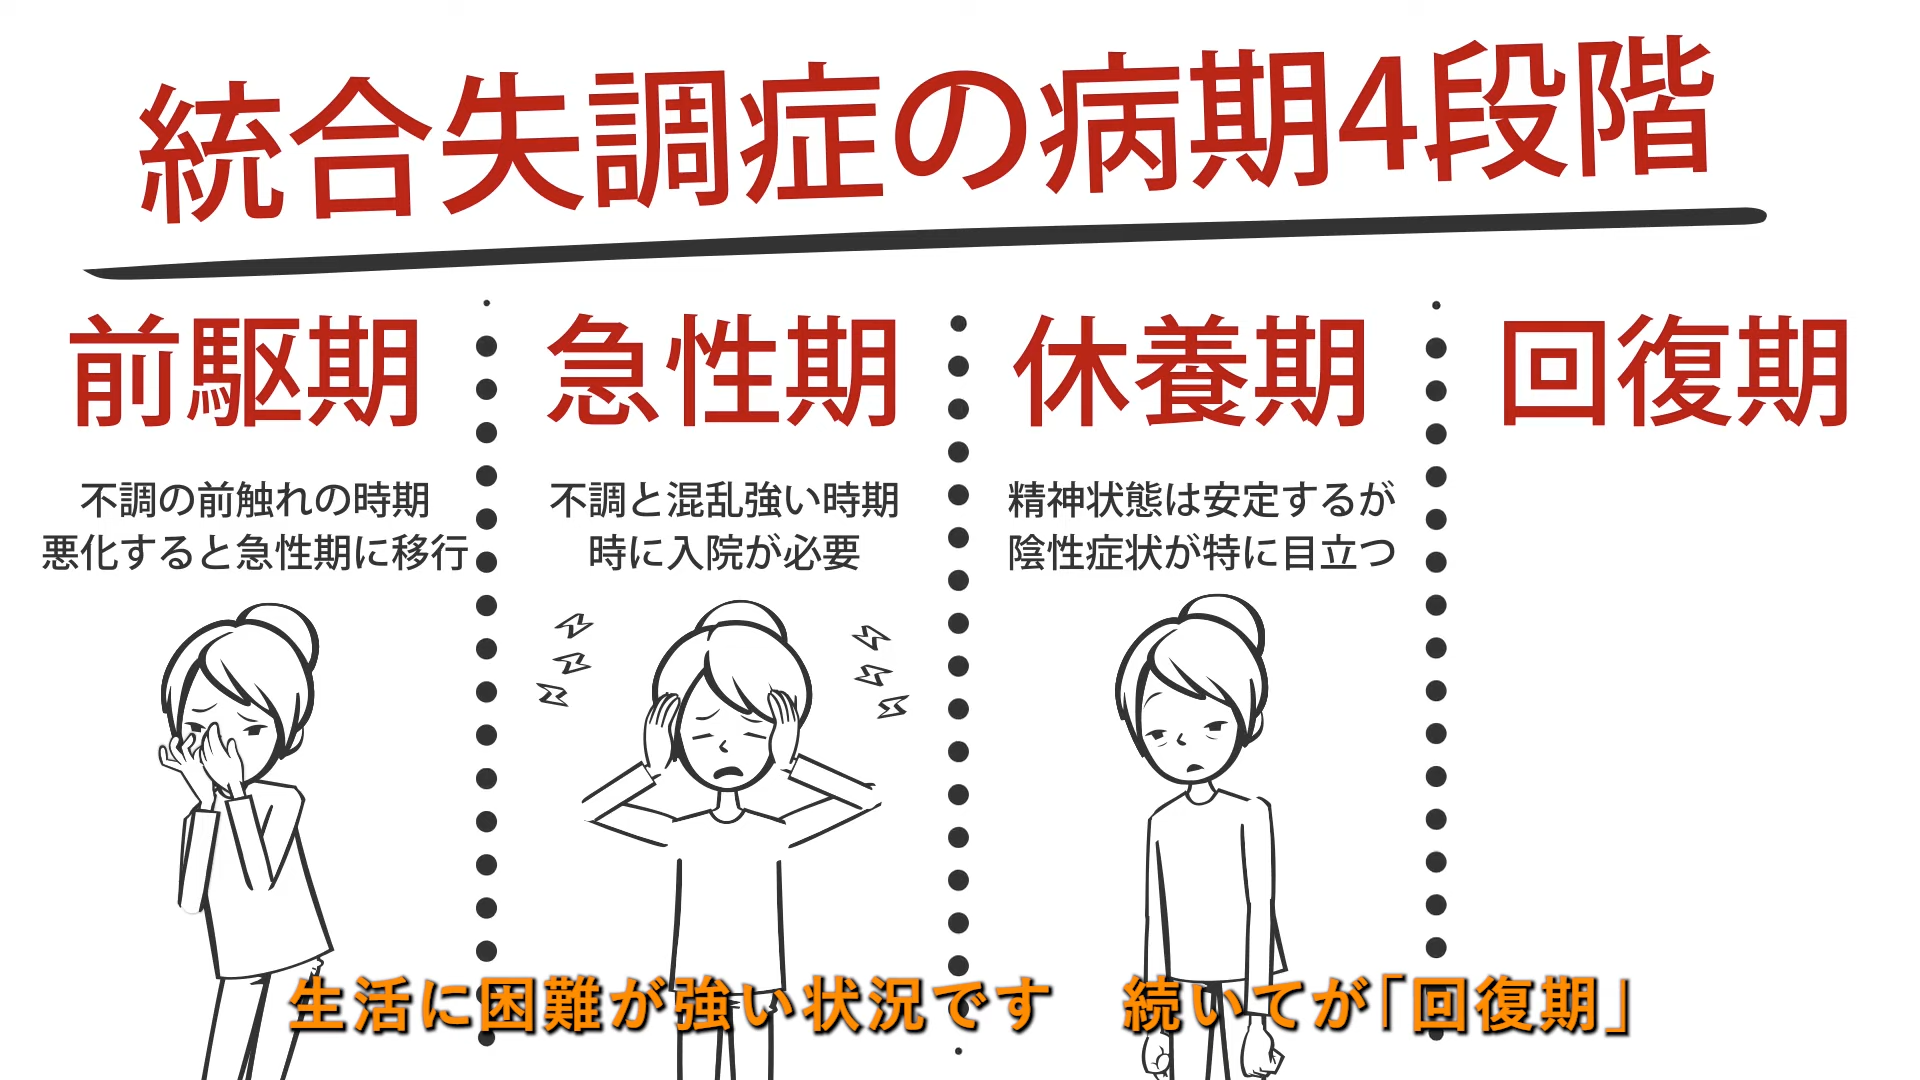 統合失調症の病期4段階
前駆期
不調の前触れの時期
悪化すると急性期に移行
急性期
不調と混乱強い時期
時に入院が必要
休養期
精神状態は安定するが
陰性症状が特に目立つ
回復期
生活に困難が強い状況です 続いてが「回復期」